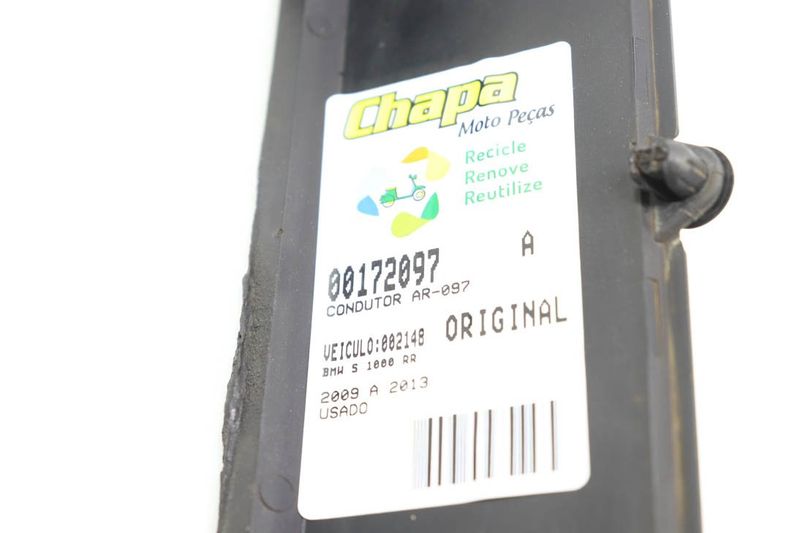 Chapa
Moto Peças
Recicle
Renove
Reutilize
00172097 A
CONDUTOR AR-097
VEICULO:002148 ORIGINAL
BMW S 1000 RR
2009 A 2013
USADO